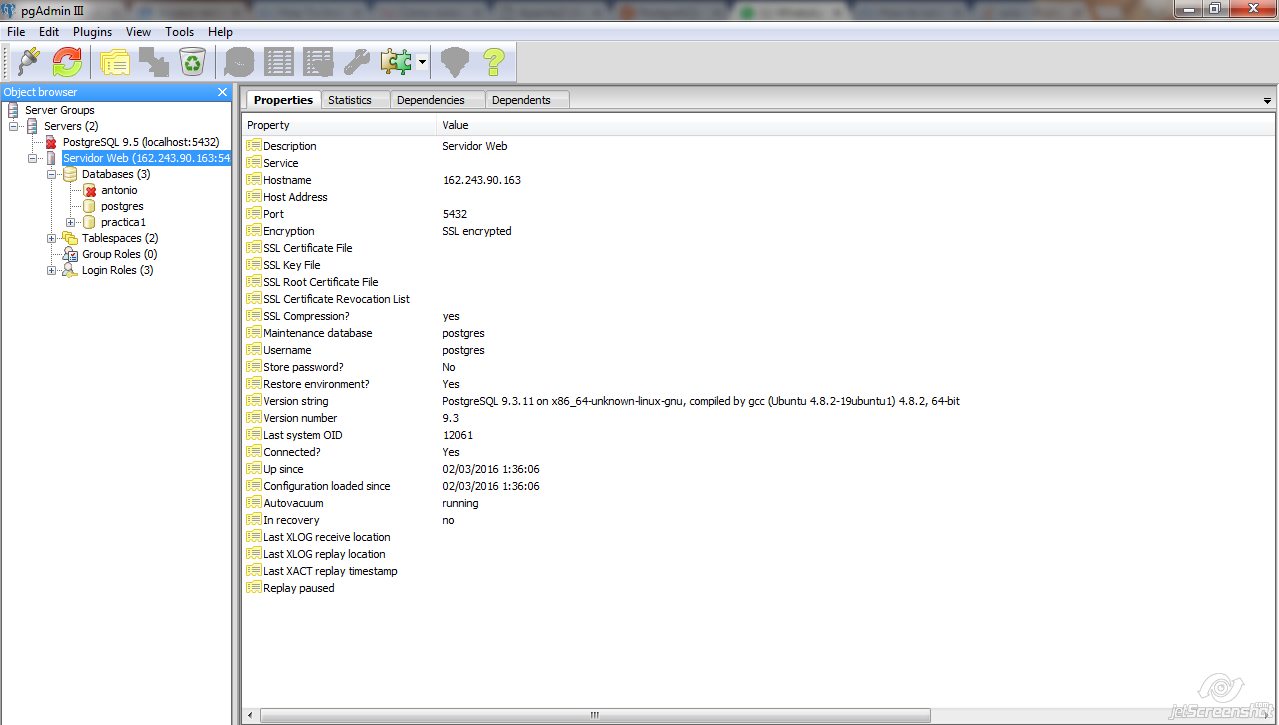 pgAdmin III
File Edit Plugins View Tools Help
Object browser
Server Groups
Servers (2)
PostgreSQL 9.5 (localhost:5432)
Servidor Web (162.243.90.163:54
Databases (3)
antonio
postgres
practica1
Tablespaces (2)
Group Roles (0)
Login Roles (3)
Properties Statistics Dependencies Dependents
Property Value
Description Servidor Web
Service
Hostname 162.243.90.163
Host Address
Port 5432
Encryption SSL encrypted
SSL Certificate File
SSL Key File
SSL Root Certificate File
SSL Certificate Revocation List
SSL Compression? yes
Maintenance database postgres
Username postgres
Store password? No
Restore environment? Yes
Version string PostgreSQL 9.3.11 on x86_64-unknown-linux-gnu, compiled by gcc (Ubuntu 4.8.2-19ubuntu1) 4.8.2, 64-bit
Version number 9.3
Last system OID 12061
Connected? Yes
Up since 02/03/2016 1:36:06
Configuration loaded since 02/03/2016 1:36:06
Autovacuum running
In recovery no
Last XLOG receive location
Last XLOG replay location
Last XACT replay timestamp
Replay paused
jetScreenshot